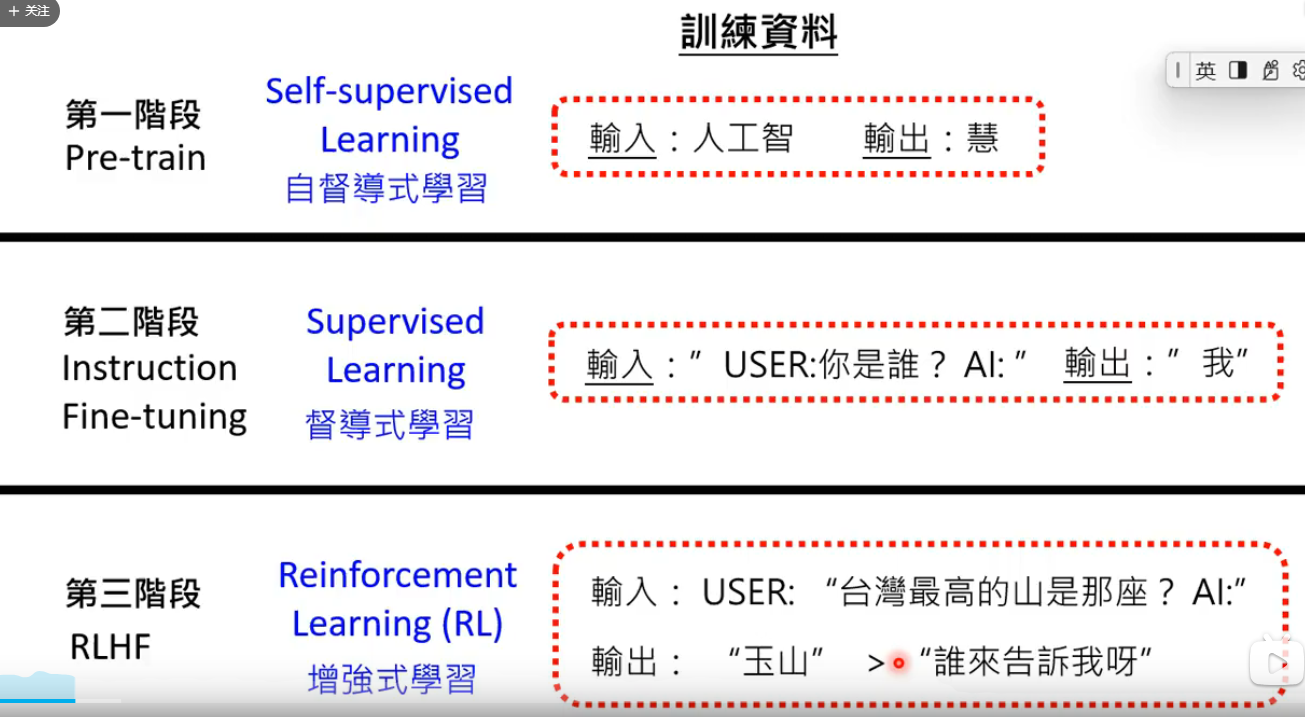 + 关注
訓練資料
英
第一階段
Pre-train
Self-supervised
Learning
自督導式學習
輸入：人工智 輸出：慧
第二階段
Instruction
Fine-tuning
Supervised
Learning
督導式學習
輸入：” USER:你是誰？ AI: ” 輸出：” 我”
第三階段
RLHF
Reinforcement
Learning (RL)
增強式學習
輸入： USER: “台灣最高的山是那座？ AI:”
輸出： “玉山” > “誰來告訴我呀”